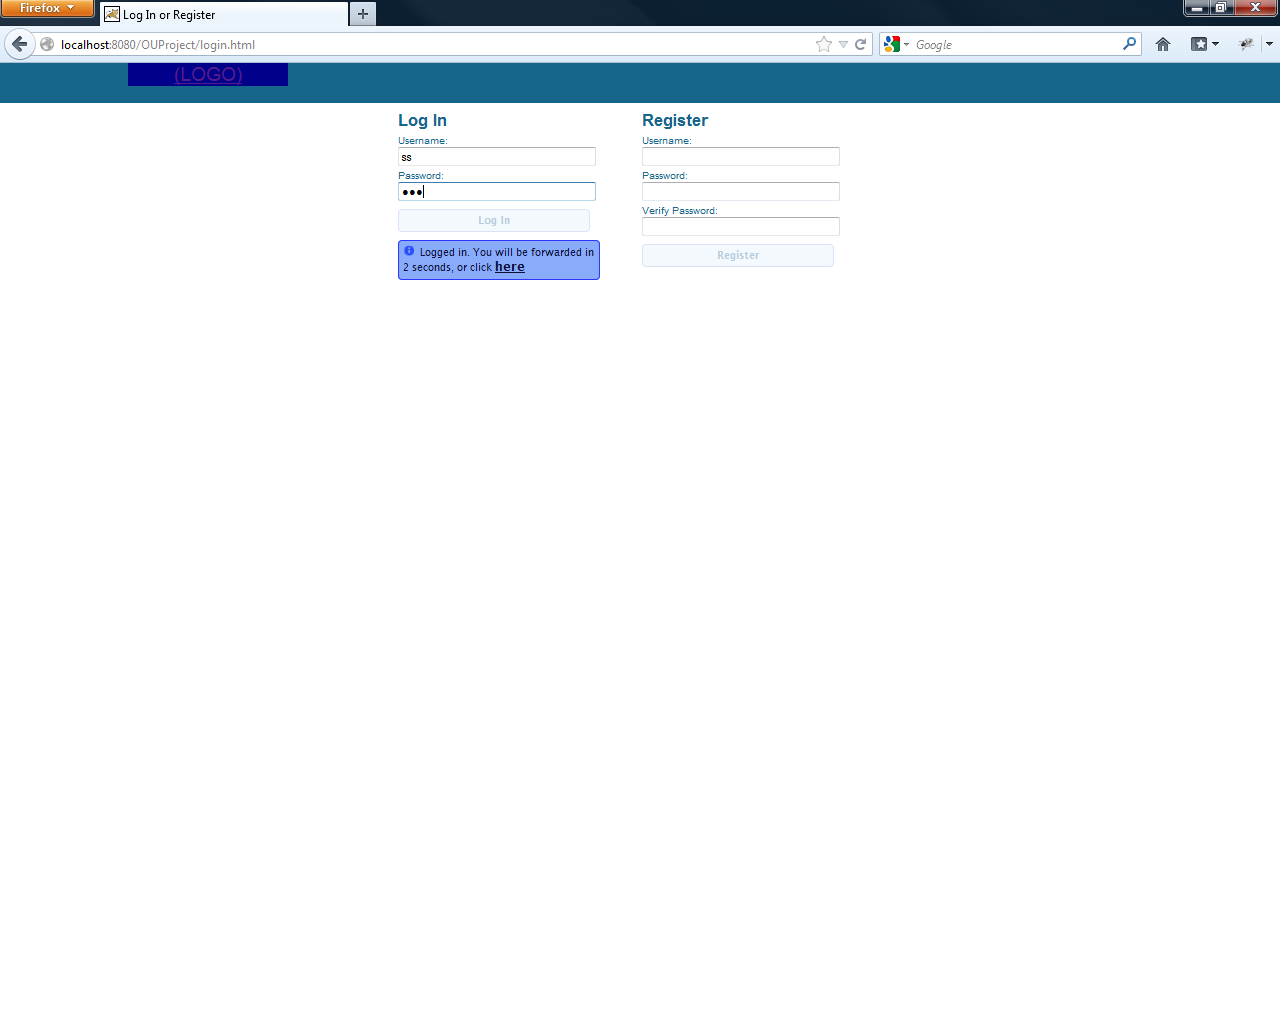 Firefox
Log In or Register
localhost:8080/OUProject/login.html
Google
(LOGO)
Log In
Username:
ss
Password:
●●●
Log In
Logged in. You will be forwarded in
2 seconds, or click here
Register
Username:
Password:
Verify Password:
Register